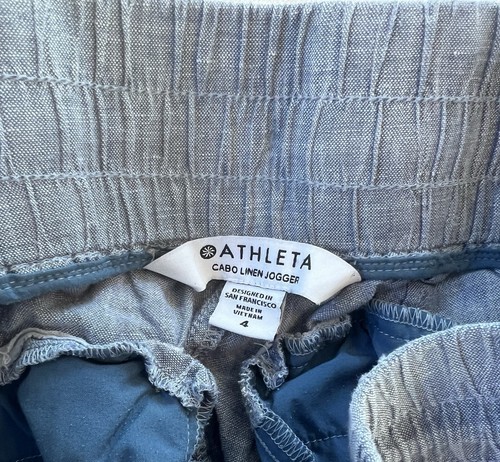 ATHLETA
CABO LINEN JOGGER
DESIGNED IN
SAN FRANCISCO
MADE IN
VIETNAM
4